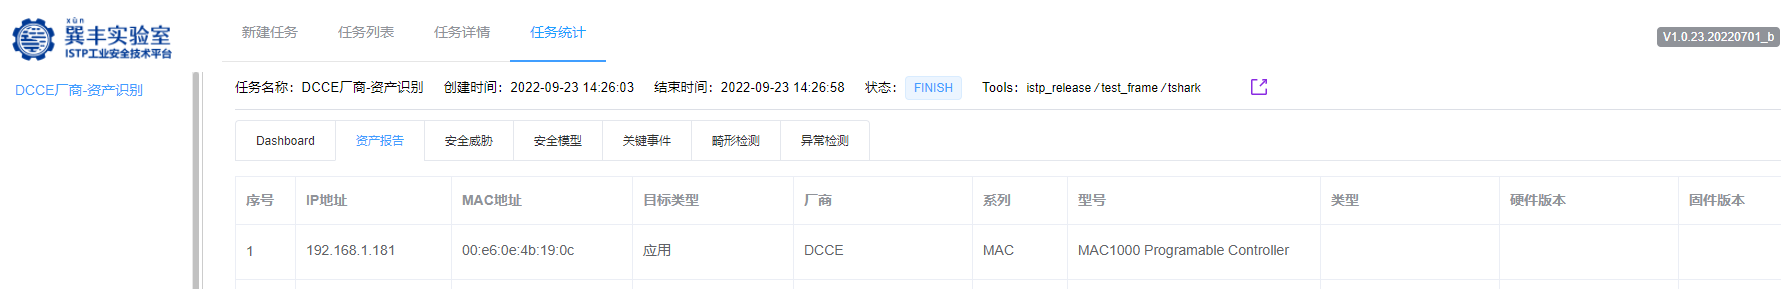 xùn
巽丰实验室
ISTP工业安全技术平台
新建任务 任务列表 任务详情 任务统计
V1.0.23.20220701_b
DCCE厂商-资产识别
任务名称：DCCE厂商-资产识别 创建时间：2022-09-23 14:26:03 结束时间：2022-09-23 14:26:58 状态： FINISH Tools：istp_release / test_frame / tshark
Dashboard 资产报告 安全威胁 安全模型 关键事件 畸形检测 异常检测
序号 IP地址 MAC地址 目标类型 厂商 系列 型号 类型 硬件版本 固件版本
1 192.168.1.181 00:e6:0e:4b:19:0c 应用 DCCE MAC MAC1000 Programable Controller